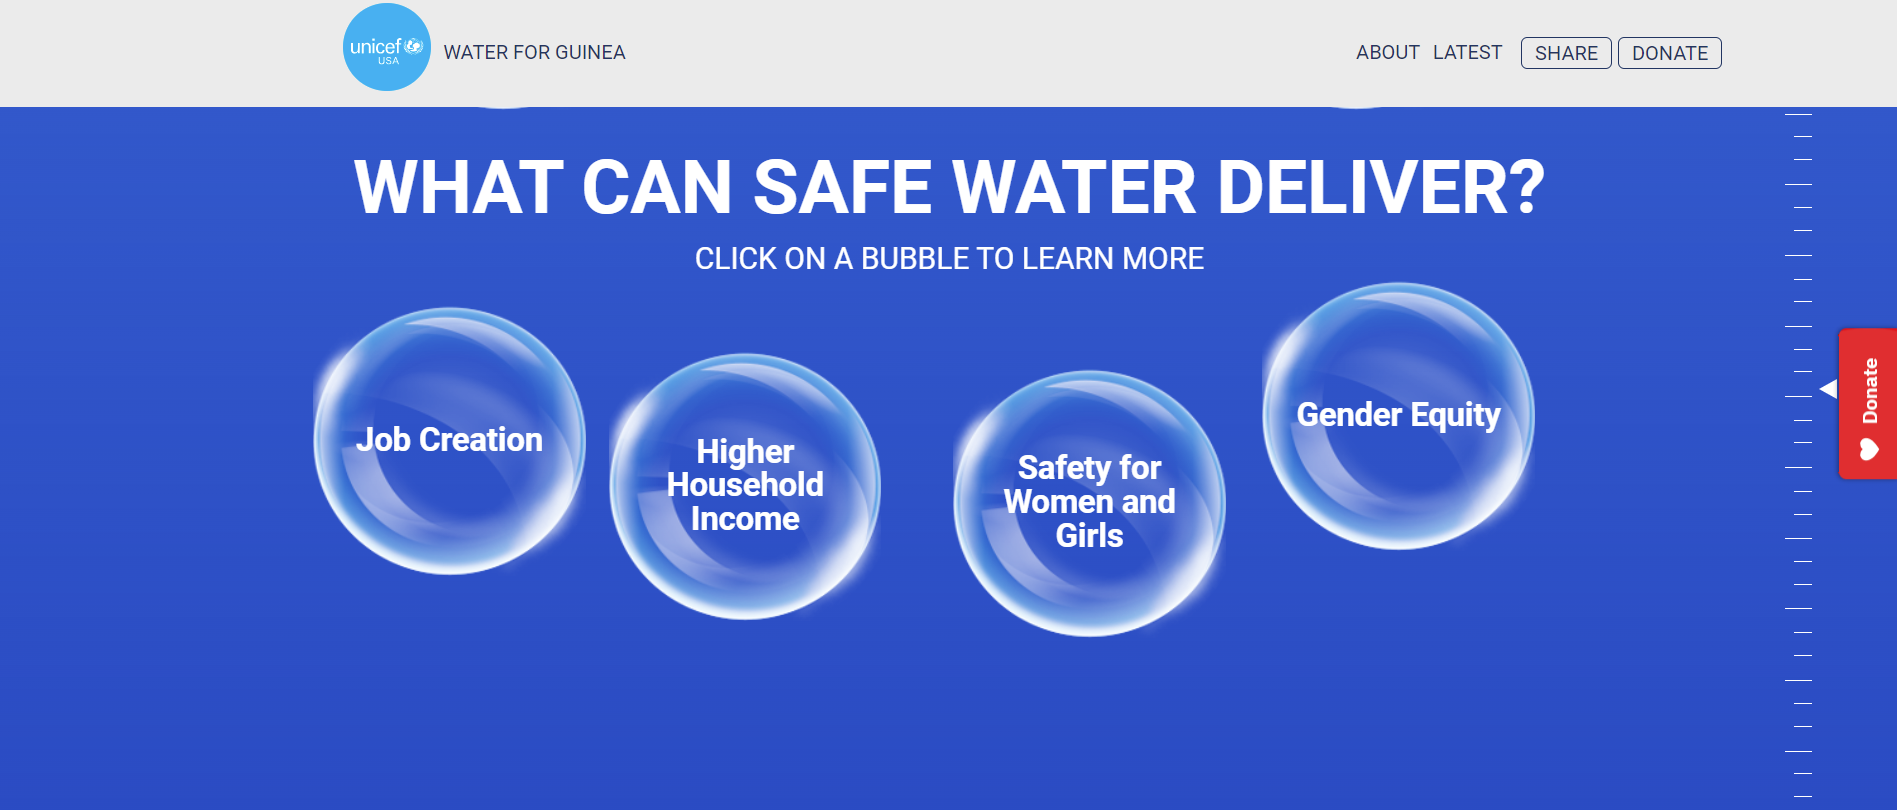 unicef
USA
WATER FOR GUINEA
ABOUT LATEST SHARE DONATE
WHAT CAN SAFE WATER DELIVER?
CLICK ON A BUBBLE TO LEARN MORE
Job Creation
Higher
Household
Income
Safety for
Women and
Girls
Gender Equity
Donate